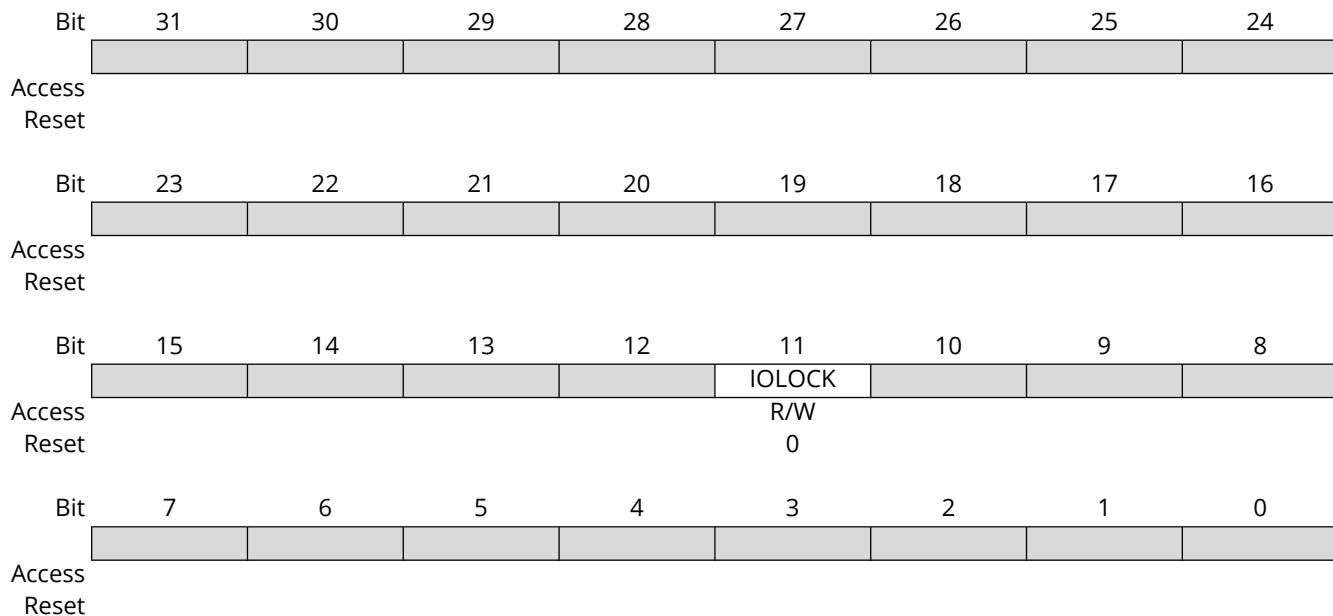 Bit 31 30 29 28 27 26 25 24
Access
Reset
Bit 23 22 21 20 19 18 17 16
Access
Reset
Bit 15 14 13 12 11 10 9 8
IOLOCK
Access R/W
Reset 0
Bit 7 6 5 4 3 2 1 0
Access
Reset